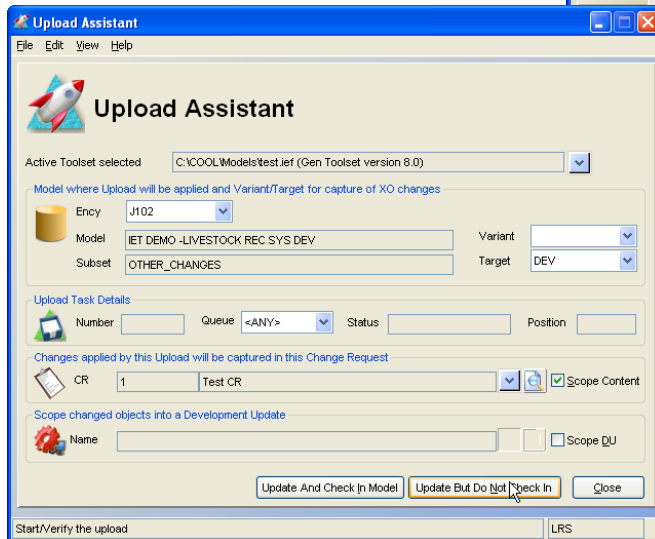 Upload Assistant
File Edit View Help
Upload Assistant
Active Toolset selected C:\COOL\Models\test.ief (Gen Toolset version 8.0)
Model where Upload will be applied and Variant/Target for capture of XO changes
Ency J102
Model IET DEMO -LIVESTOCK REC SYS DEV Variant
Subset OTHER_CHANGES Target DEV
Upload Task Details
Number Queue <ANY> Status Position
Changes applied by this Upload will be captured in this Change Request
CR 1 Test CR Scope Content
Scope changed objects into a Development Update
Name Scope DU
Update And Check In Model Update But Do Not Check In Close
Start/Verify the upload LRS